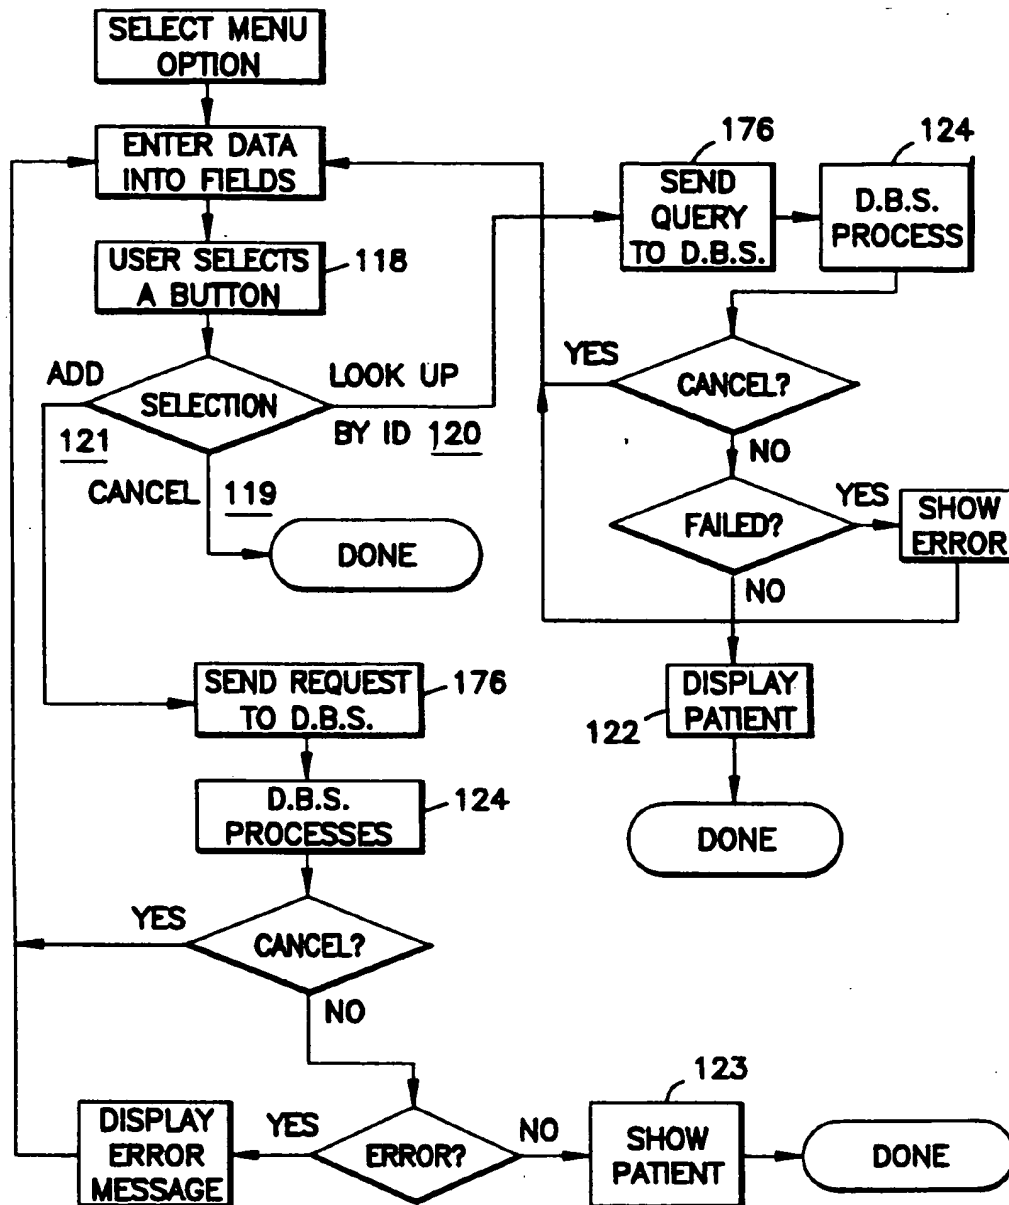 SELECT MENU
OPTION
ENTER DATA
INTO FIELDS
USER SELECTS
A BUTTON
118
SELECTION
ADD
121
LOOK UP
BY ID 120
CANCEL 119
DONE
176
SEND
QUERY
TO D.B.S.
124
D.B.S.
PROCESS
CANCEL?
YES
NO
FAILED?
YES
SHOW
ERROR
NO
DISPLAY
PATIENT
122
DONE
SEND REQUEST
TO D.B.S.
176
D.B.S.
PROCESSES
124
CANCEL?
YES
NO
ERROR?
YES
DISPLAY
ERROR
MESSAGE
NO
123
SHOW
PATIENT
DONE